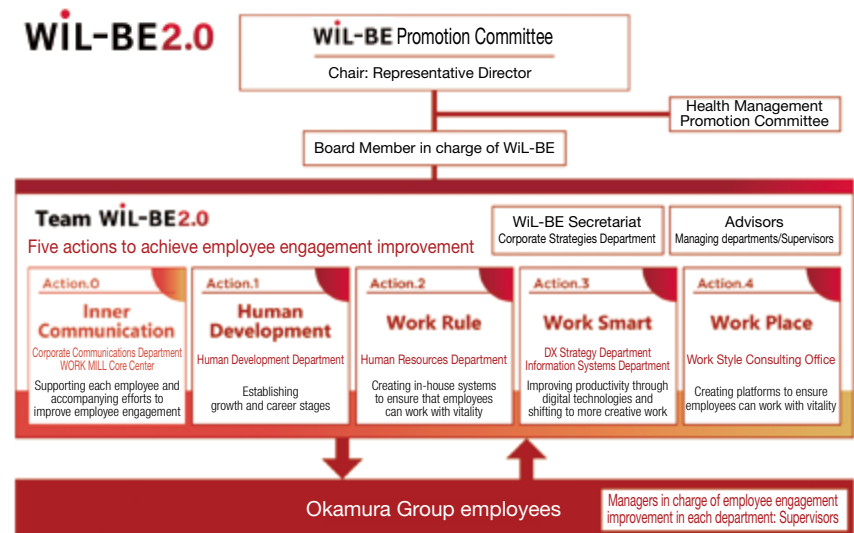 WiL-BE2.0
WiL-BE Promotion Committee
Chair: Representative Director
Health Management
Promotion Committee
Board Member in charge of WiL-BE
Team WiL-BE2.0
Five actions to achieve employee engagement improvement
WiL-BE Secretariat
Corporate Strategies Department
Advisors
Managing departments/Supervisors
Action.0
Inner
Communication
Corporate Communications Department
WORK MILL Core Center
Supporting each employee and
accompanying efforts to
improve employee engagement
Action.1
Human
Development
Human Development Department
Establishing
growth and career stages
Action.2
Work Rule
Human Resources Department
Creating in-house systems
to ensure that employees
can work with vitality
Action.3
Work Smart
DX Strategy Department
Information Systems Department
Improving productivity through
digital technologies and
shifting to more creative work
Action.4
Work Place
Work Style Consulting Office
Creating platforms to ensure
employees can work with vitality
Okamura Group employees
Managers in charge of employee engagement
improvement in each department: Supervisors